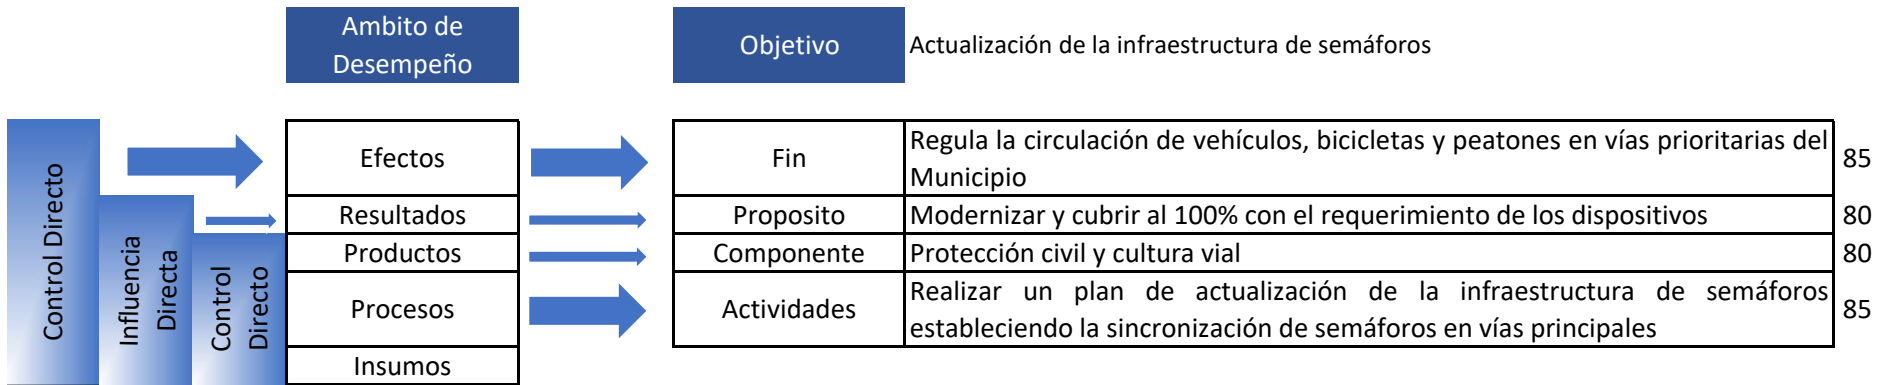 Ambito de
Desempeño
Objetivo
Actualización de la infraestructura de semáforos
Control Directo
Influencia
Directa
Control
Directo
Efectos
Fin
Regula la circulación de vehículos, bicicletas y peatones en vías prioritarias del
Municipio
85
Resultados
Proposito
Modernizar y cubrir al 100% con el requerimiento de los dispositivos
80
Productos
Componente
Protección civil y cultura vial
80
Procesos
Actividades
Realizar un plan de actualización de la infraestructura de semáforos
estableciendo la sincronización de semáforos en vías principales
85
Insumos